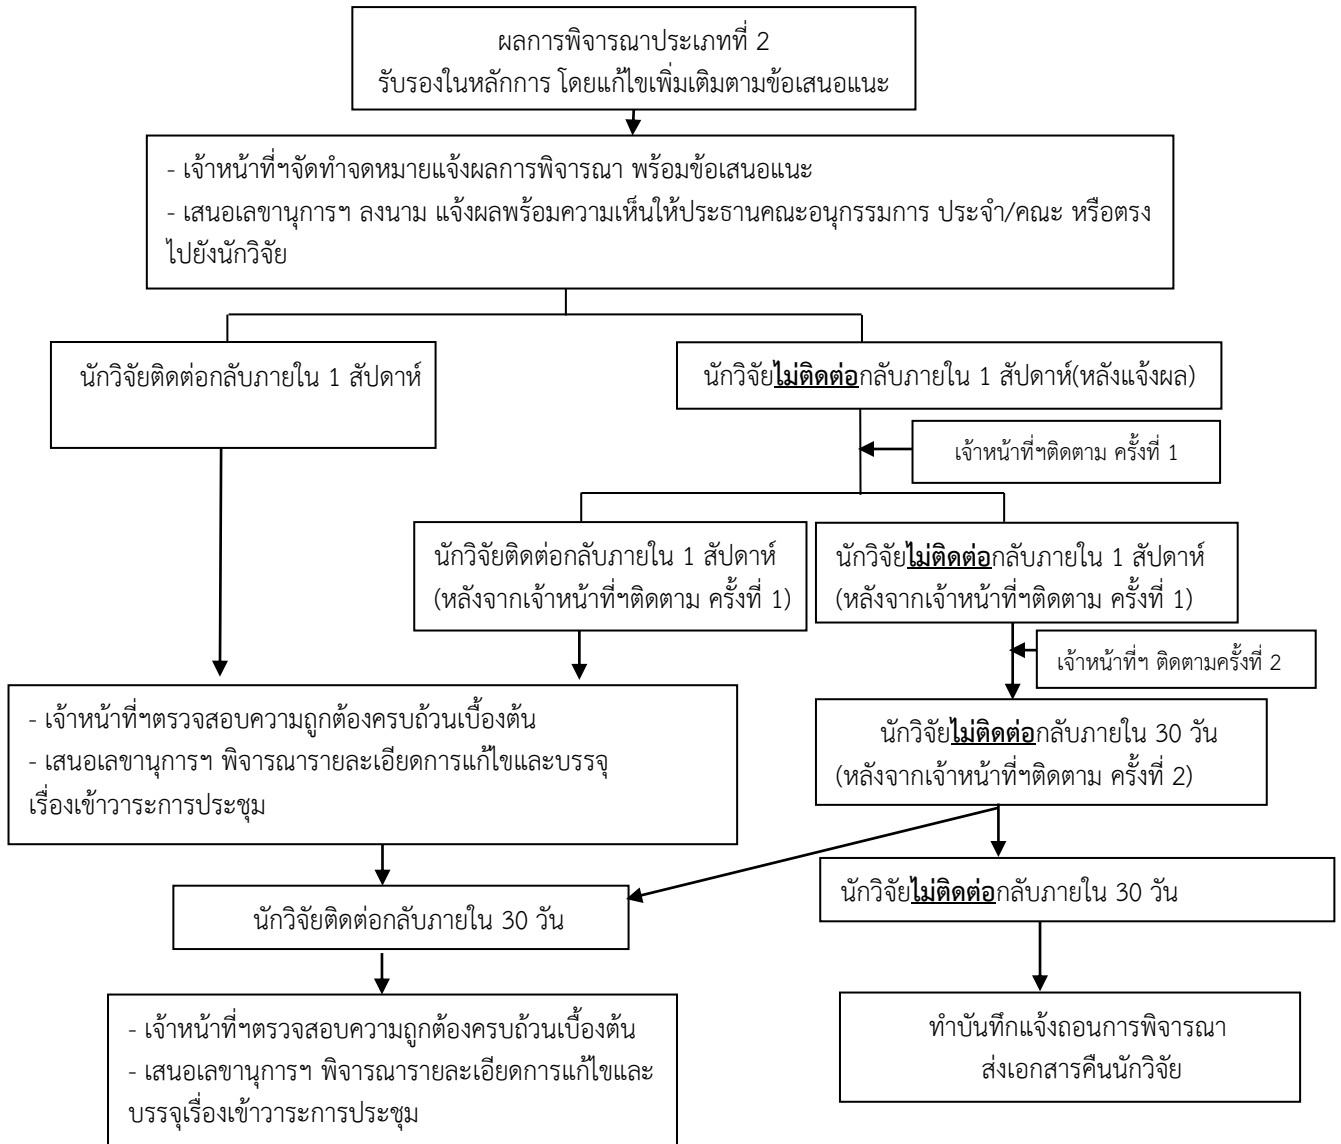 ผลการพิจารณาประเภทที่ 2
รับรองในหลักการ โดยแก้ไขเพิ่มเติมตามข้อเสนอแนะ
- เจ้าหน้าที่ฯจัดทำจดหมายแจ้งผลการพิจารณา พร้อมข้อเสนอแนะ
- เสนอเลขานุการฯ ลงนาม แจ้งผลพร้อมความเห็นให้ประธานคณะอนุกรรมการ ประจำ/คณะ หรือตรง
ไปยังนักวิจัย
นักวิจัยติดต่อกลับภายใน 1 สัปดาห์
นักวิจัยไม่ติดต่อกลับภายใน 1 สัปดาห์(หลังแจ้งผล)
เจ้าหน้าที่ฯติดตาม ครั้งที่ 1
นักวิจัยติดต่อกลับภายใน 1 สัปดาห์
(หลังจากเจ้าหน้าที่ฯติดตาม ครั้งที่ 1)
นักวิจัยไม่ติดต่อกลับภายใน 1 สัปดาห์
(หลังจากเจ้าหน้าที่ฯติดตาม ครั้งที่ 1)
เจ้าหน้าที่ฯ ติดตามครั้งที่ 2
- เจ้าหน้าที่ฯตรวจสอบความถูกต้องครบถ้วนเบื้องต้น
- เสนอเลขานุการฯ พิจารณารายละเอียดการแก้ไขและบรรจุ
เรื่องเข้าวาระการประชุม
นักวิจัยไม่ติดต่อกลับภายใน 30 วัน
(หลังจากเจ้าหน้าที่ฯติดตาม ครั้งที่ 2)
นักวิจัยติดต่อกลับภายใน 30 วัน
นักวิจัยไม่ติดต่อกลับภายใน 30 วัน
- เจ้าหน้าที่ฯตรวจสอบความถูกต้องครบถ้วนเบื้องต้น
- เสนอเลขานุการฯ พิจารณารายละเอียดการแก้ไขและ
บรรจุเรื่องเข้าวาระการประชุม
ทำบันทึกแจ้งถอนการพิจารณา
ส่งเอกสารคืนนักวิจัย